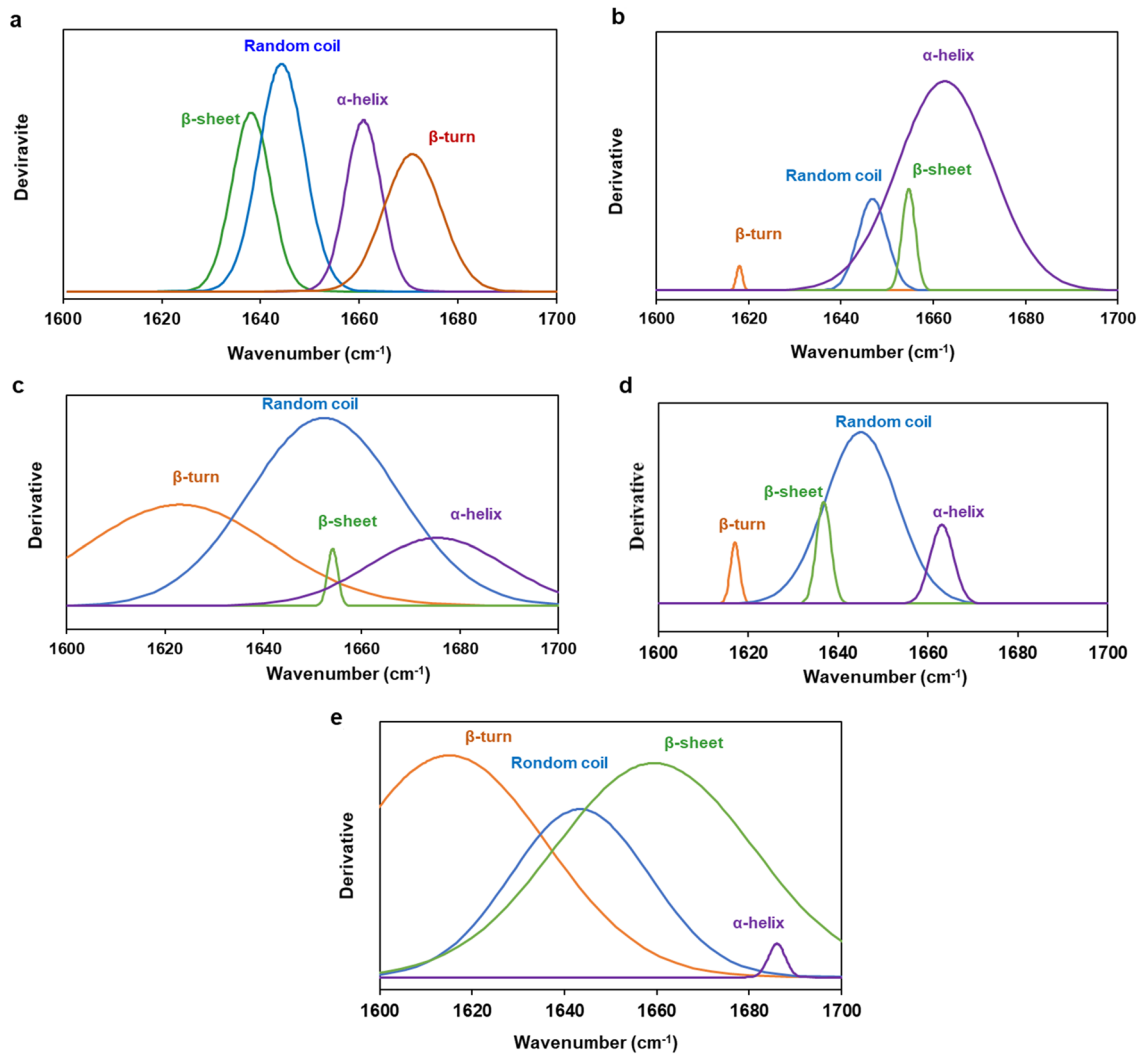 a
Random coil
β-sheet
α-helix
β-turn
Deviravite
1600 1620 1640 1660 1680 1700
Wavenumber (cm-1)
b
α-helix
Random coil
β-sheet
β-turn
Derivative
1600 1620 1640 1660 1680 1700
Wavenumber (cm-1)
c
Random coil
β-turn
β-sheet
α-helix
Derivative
1600 1620 1640 1660 1680 1700
Wavenumber (cm-1)
d
Random coil
β-sheet
β-turn
α-helix
Derivative
1600 1620 1640 1660 1680 1700
Wavenumber (cm-1)
e
β-turn
Rondom coil
β-sheet
α-helix
Derivative
1600 1620 1640 1660 1680 1700
Wavenumber (cm-1)